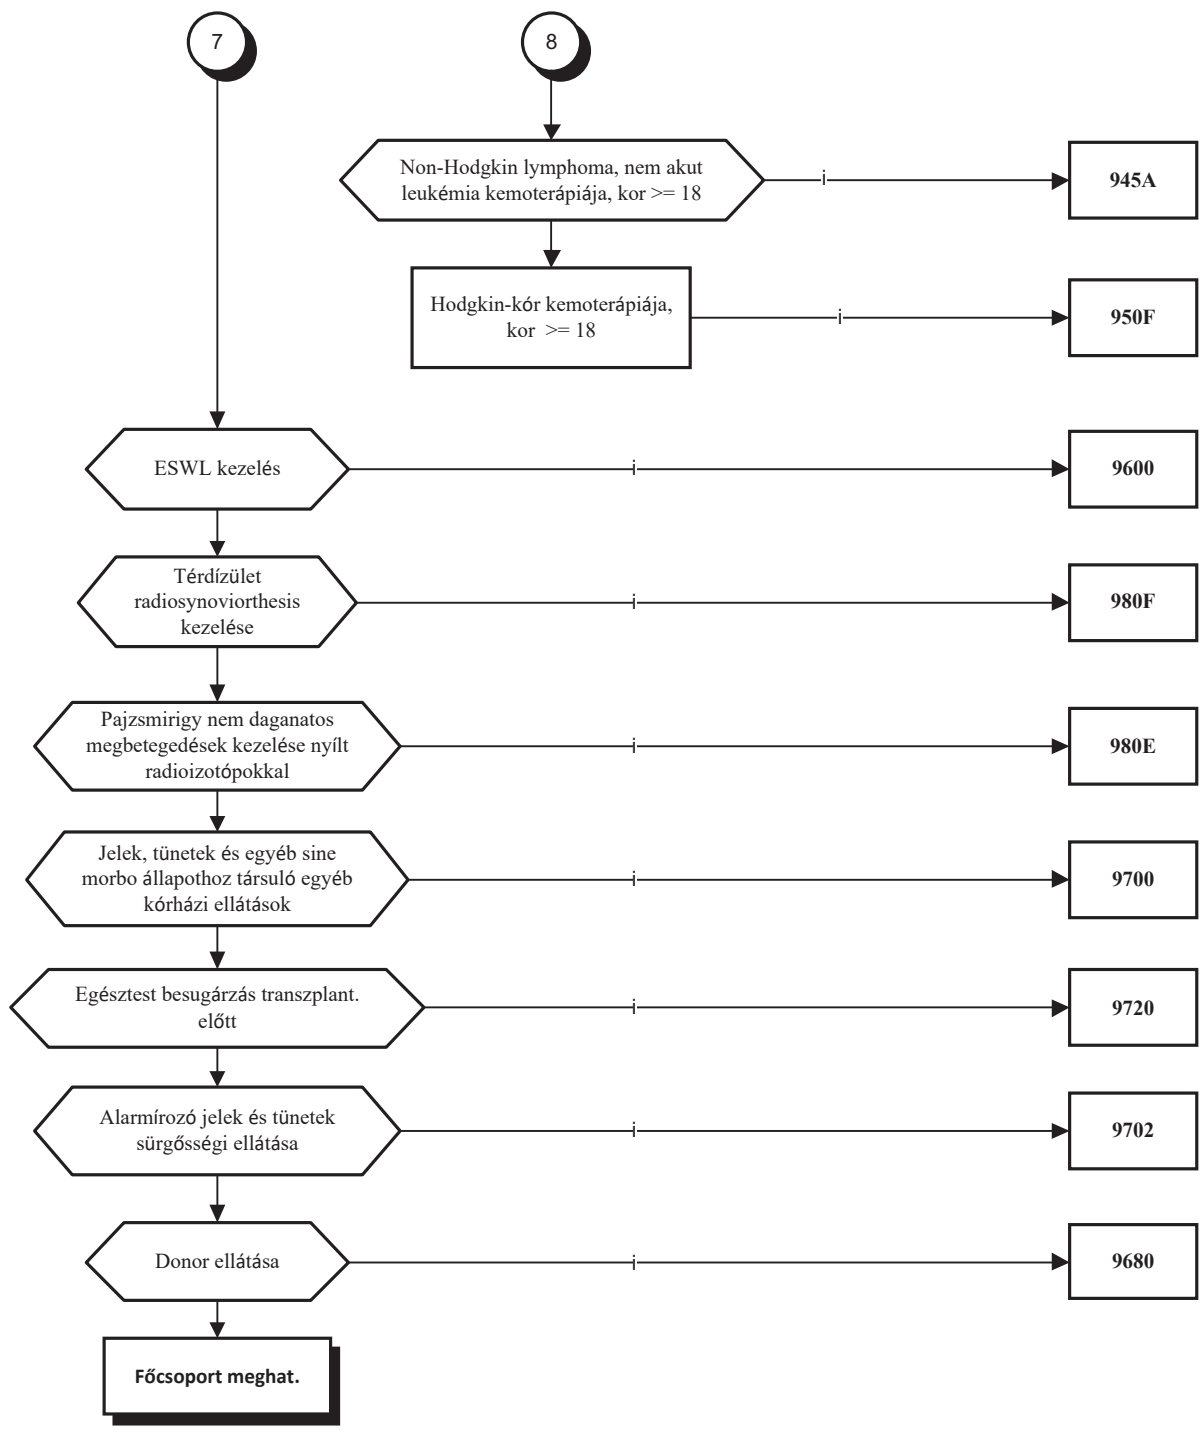 7
8
Non-Hodgkin lymphoma, nem akut
leukémia kemoterápiája, kor >= 18
i
945A
Hodgkin-kór kemoterápiája,
kor >= 18
i
950F
ESWL kezelés
i
9600
Térdízület
radiosynoviorthesis
kezelése
i
980F
Pajzsmirigy nem daganatos
megbetegedések kezelése nyílt
radioizotópokkal
i
980E
Jelek, tünetek és egyéb sine
morbo állapothoz társuló egyéb
kórházi ellátások
i
9700
Egésztest besugárzás transzplant.
előtt
i
9720
Alarmírozó jelek és tünetek
sürgősségi ellátása
i
9702
Donor ellátása
i
9680
Főcsoport meghat.